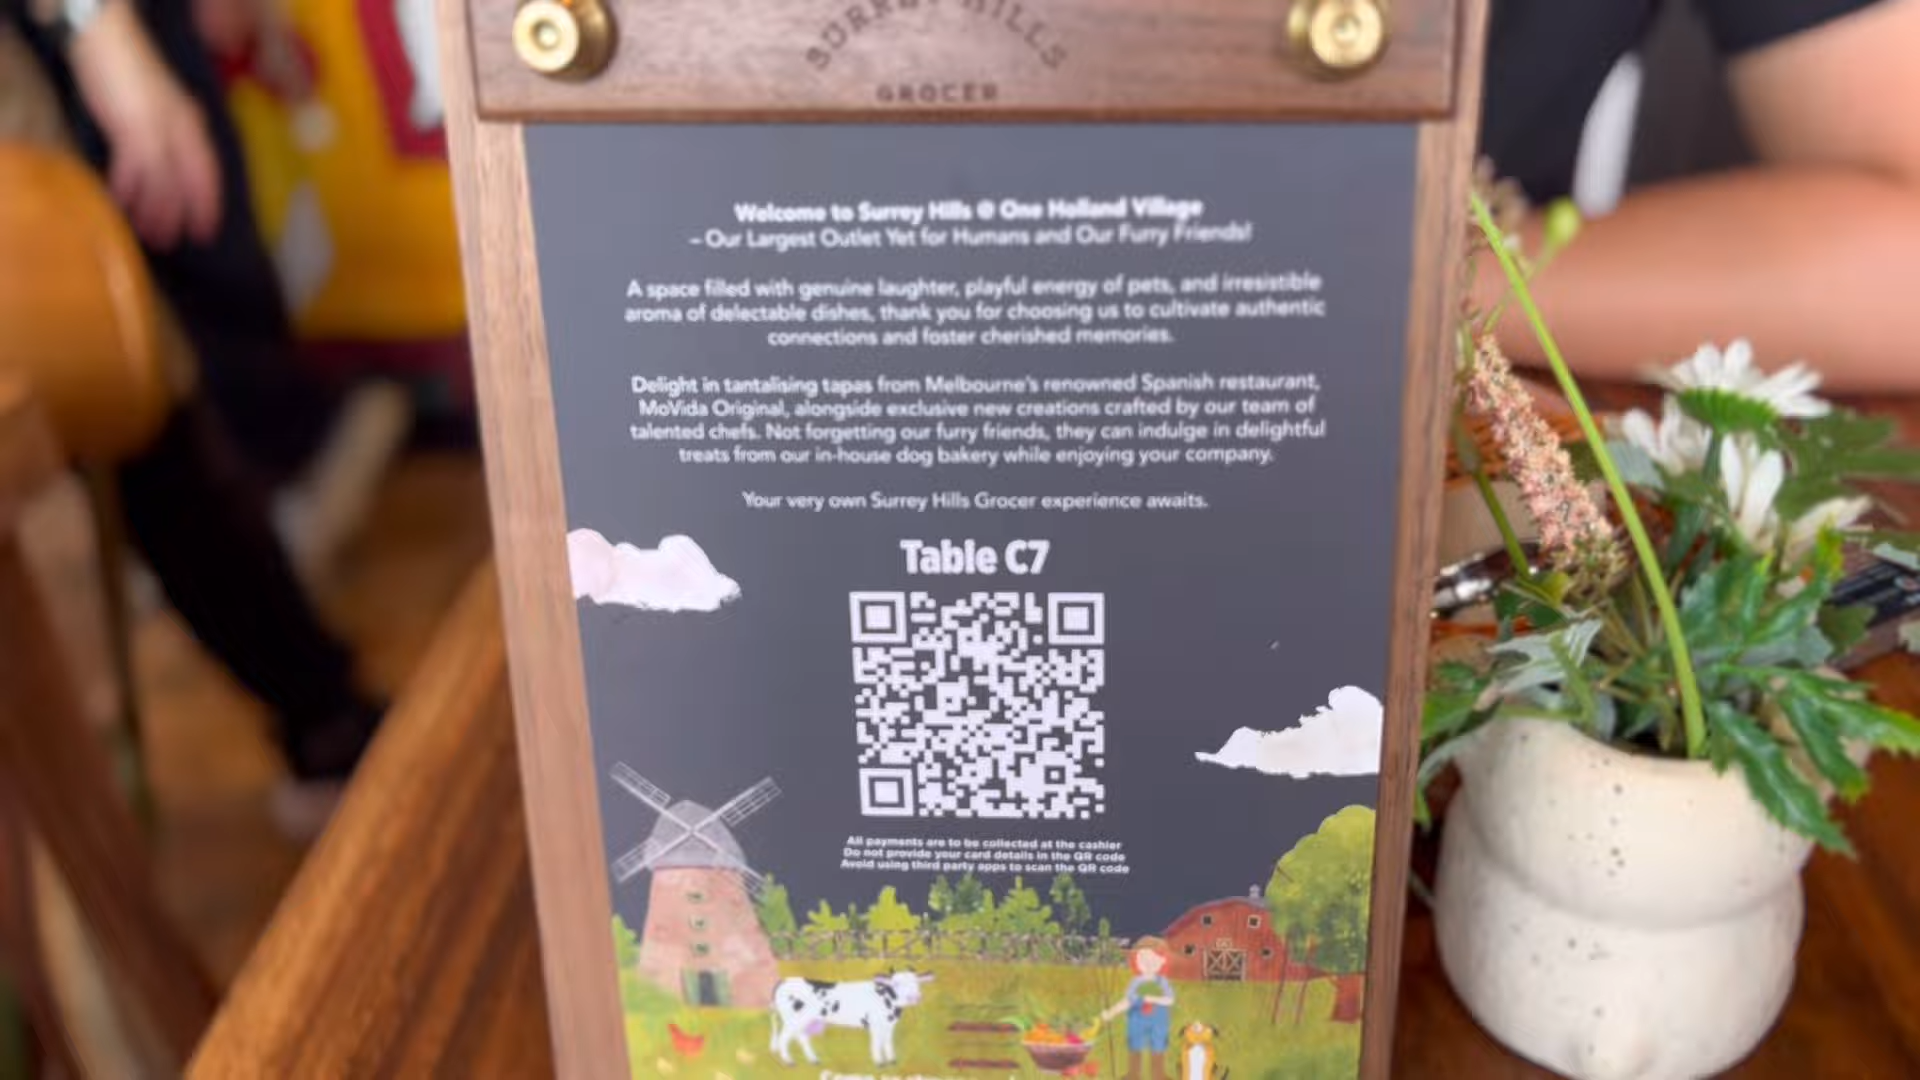 SURREY HILLS
GROCER
Welcome to Surrey Hills @ One Holland Village
– Our Largest Outlet Yet for Humans and Our Furry Friends!
A space filled with genuine laughter, playful energy of pets, and irresistible
aroma of delectable dishes, thank you for choosing us to cultivate authentic
connections and foster cherished memories.
Delight in tantalising tapas from Melbourne's renowned Spanish restaurant,
MoVida Original, alongside exclusive new creations crafted by our team of
talented chefs. Not forgetting our furry friends, they can indulge in delightful
treats from our in-house dog bakery while enjoying your company.
Your very own Surrey Hills Grocer experience awaits.
Table C7
All payments are to be collected at the cashier
Do not provide your card details in the QR code
Avoid using third party apps to scan the QR code